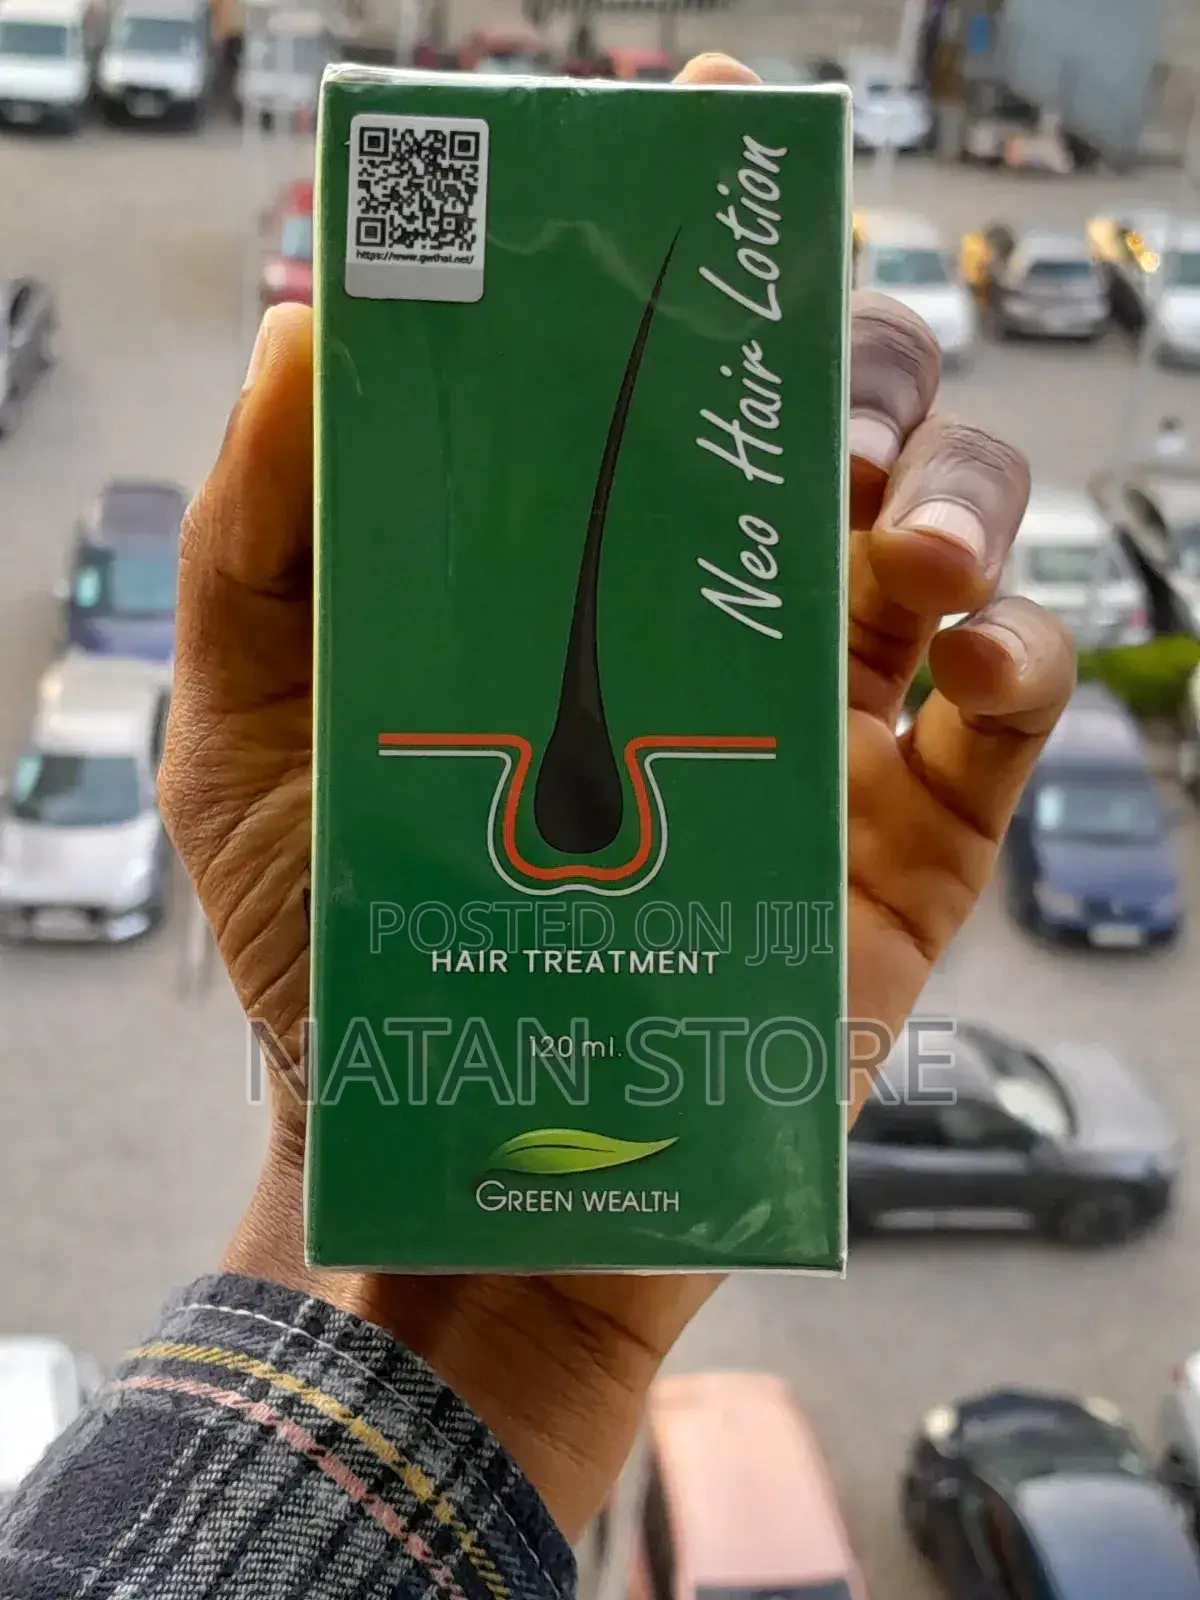 https://www.gwthai.net/
Neo Hair Lotion
POSTED ON JIJI
HAIR TREATMENT
NATAN STORE
120 ml.
GREEN WEALTH